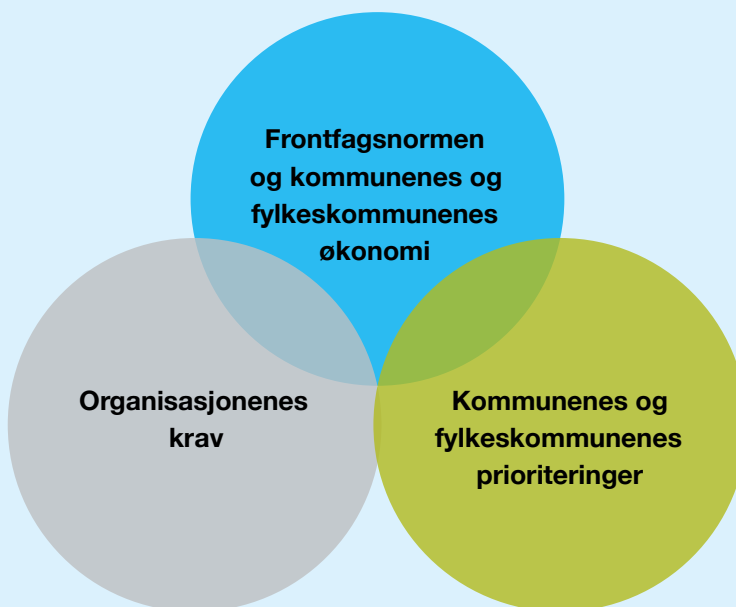 Frontfagsnormen
og kommunenes og
fylkeskommunenes
økonomi
Organisasjonenes
krav
Kommunenes og
fylkeskommunenes
prioriteringer